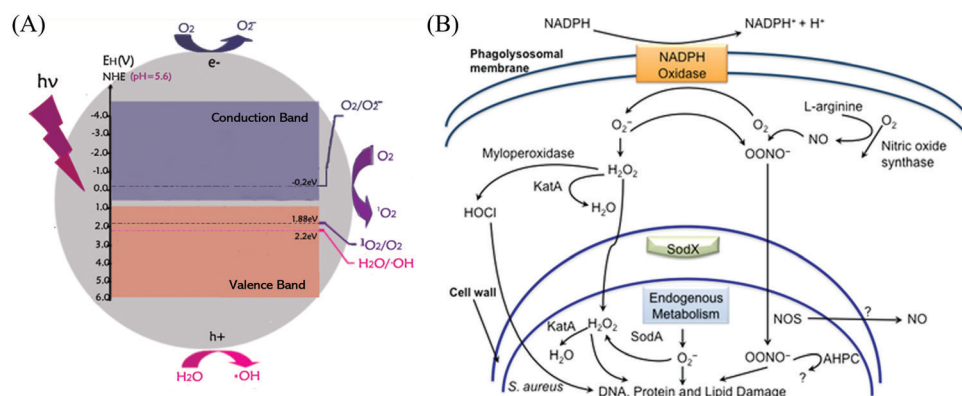 (A)
O₂ O₂⁻
e-
EH(V)
NHE (pH=5.6)
hν
-4.0
-3.0
-2.0
-1.0
0.0
1.0
2.0
3.0
4.0
5.0
6.0
Conduction Band
-0.2eV
1.88eV
2.2eV
Valence Band
O₂/O₂⁻
O₂
¹O₂
¹O₂/O₂
H₂O/·OH
h+
H₂O ·OH
(B)
NADPH NADPH⁺ + H⁺
Phagolysosomal
membrane
NADPH
Oxidase
L-arginine
O₂⁻ O₂ NO O₂
OONO⁻
Nitric oxide
synthase
Myeloperoxidase
H₂O₂
KatA
H₂O
HOCl
SodX
Cell wall
Endogenous
Metabolism
NOS ? NO
KatA H₂O₂
SodA
H₂O
O₂⁻
OONO⁻ AHPC
?
S. aureus
DNA, Protein and Lipid Damage